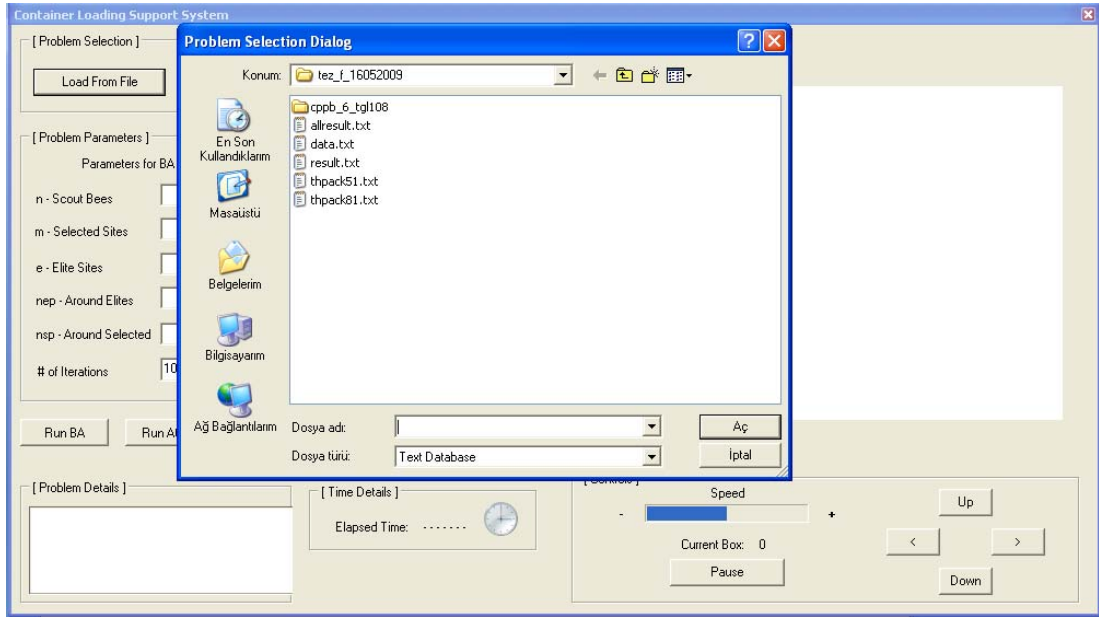 Container Loading Support System
[ Problem Selection ]
Load From File
[ Problem Parameters ]
Parameters for BA
n - Scout Bees
m - Selected Sites
e - Elite Sites
nep - Around Elites
nsp - Around Selected
# of Iterations
10
Run BA
Problem Selection Dialog
Konum:
tez_f_16052009
En Son
Kullandıklarım
Masaüstü
Belgelerim
Bilgisayarım
Ağ Bağlantılarım
cppb_6_tgl108
allresult.txt
data.txt
result.txt
thpack51.txt
thpack81.txt
Dosya adı:
Aç
Dosya türü:
Text Database
İptal
[ Problem Details ]
[ Time Details ]
Elapsed Time: .......
Speed
- +
Current Box: 0
Pause
Up
< >
Down